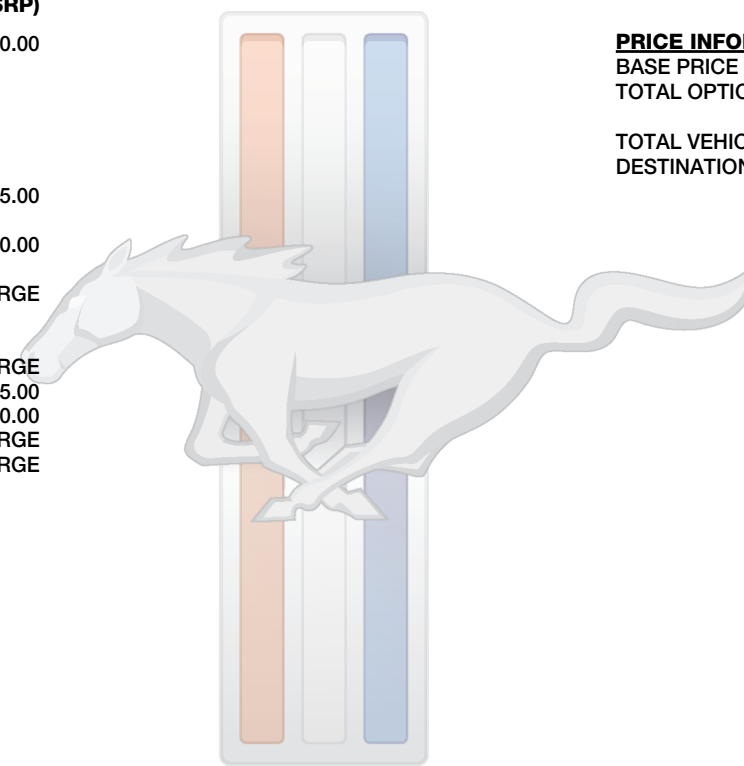 SRP)
0.00
5.00
0.00
RGE
RGE
5.00
0.00
RGE
RGE
PRICE INFO
BASE PRICE
TOTAL OPTIO
TOTAL VEHIC
DESTINATION